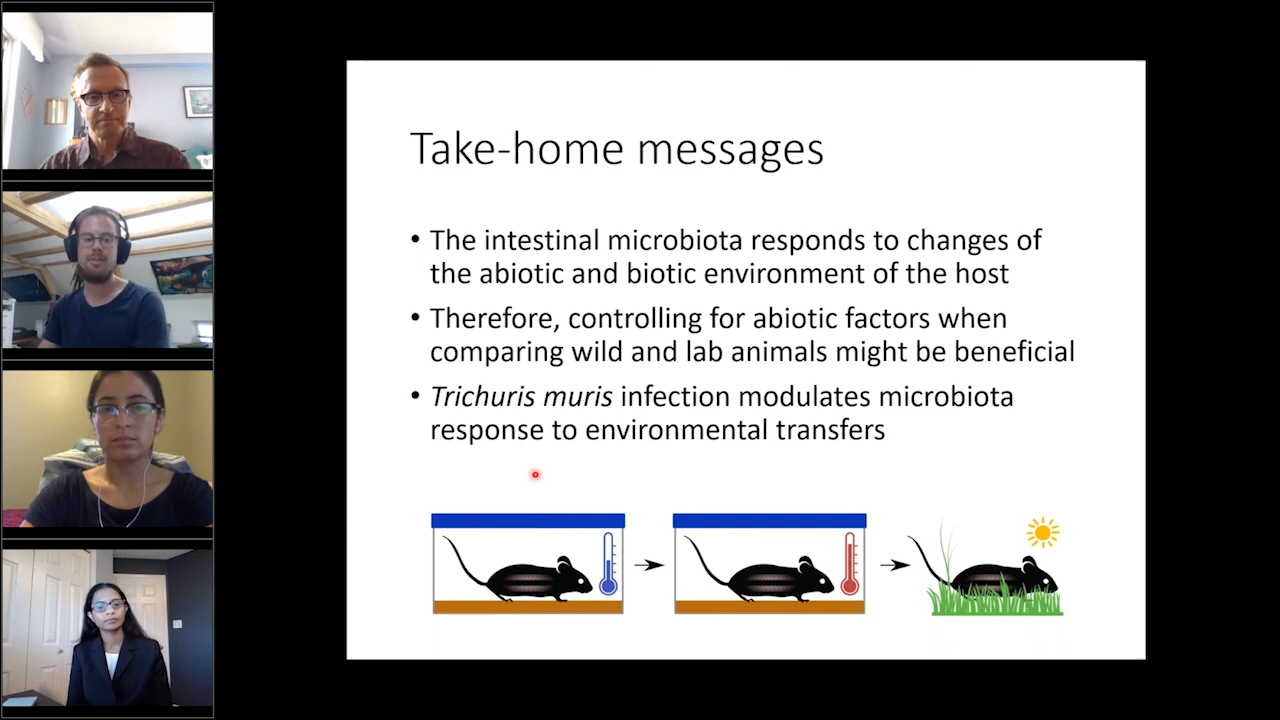 Take-home messages
• The intestinal microbiota responds to changes of
the abiotic and biotic environment of the host
• Therefore, controlling for abiotic factors when
comparing wild and lab animals might be beneficial
• Trichuris muris infection modulates microbiota
response to environmental transfers